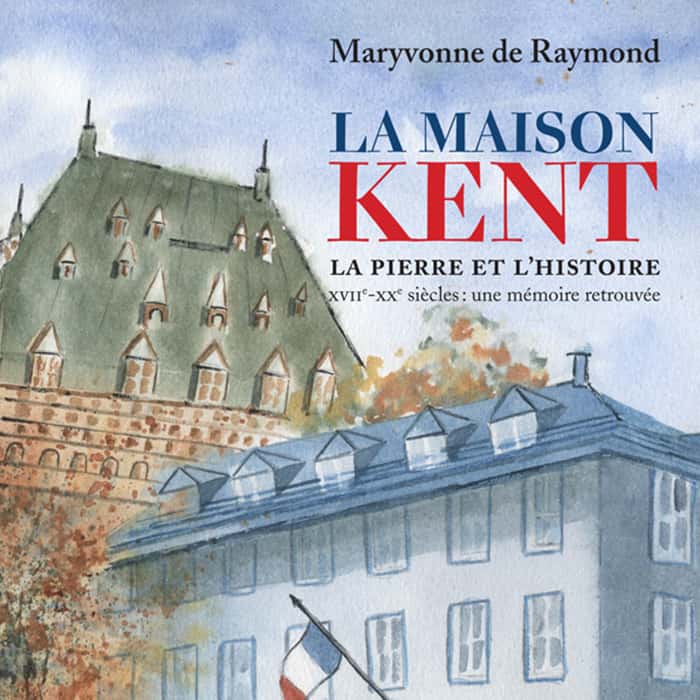 Maryvonne de Raymond
LA MAISON
KENT
LA PIERRE ET L'HISTOIRE
XVIIe-XXe siècles : une mémoire retrouvée